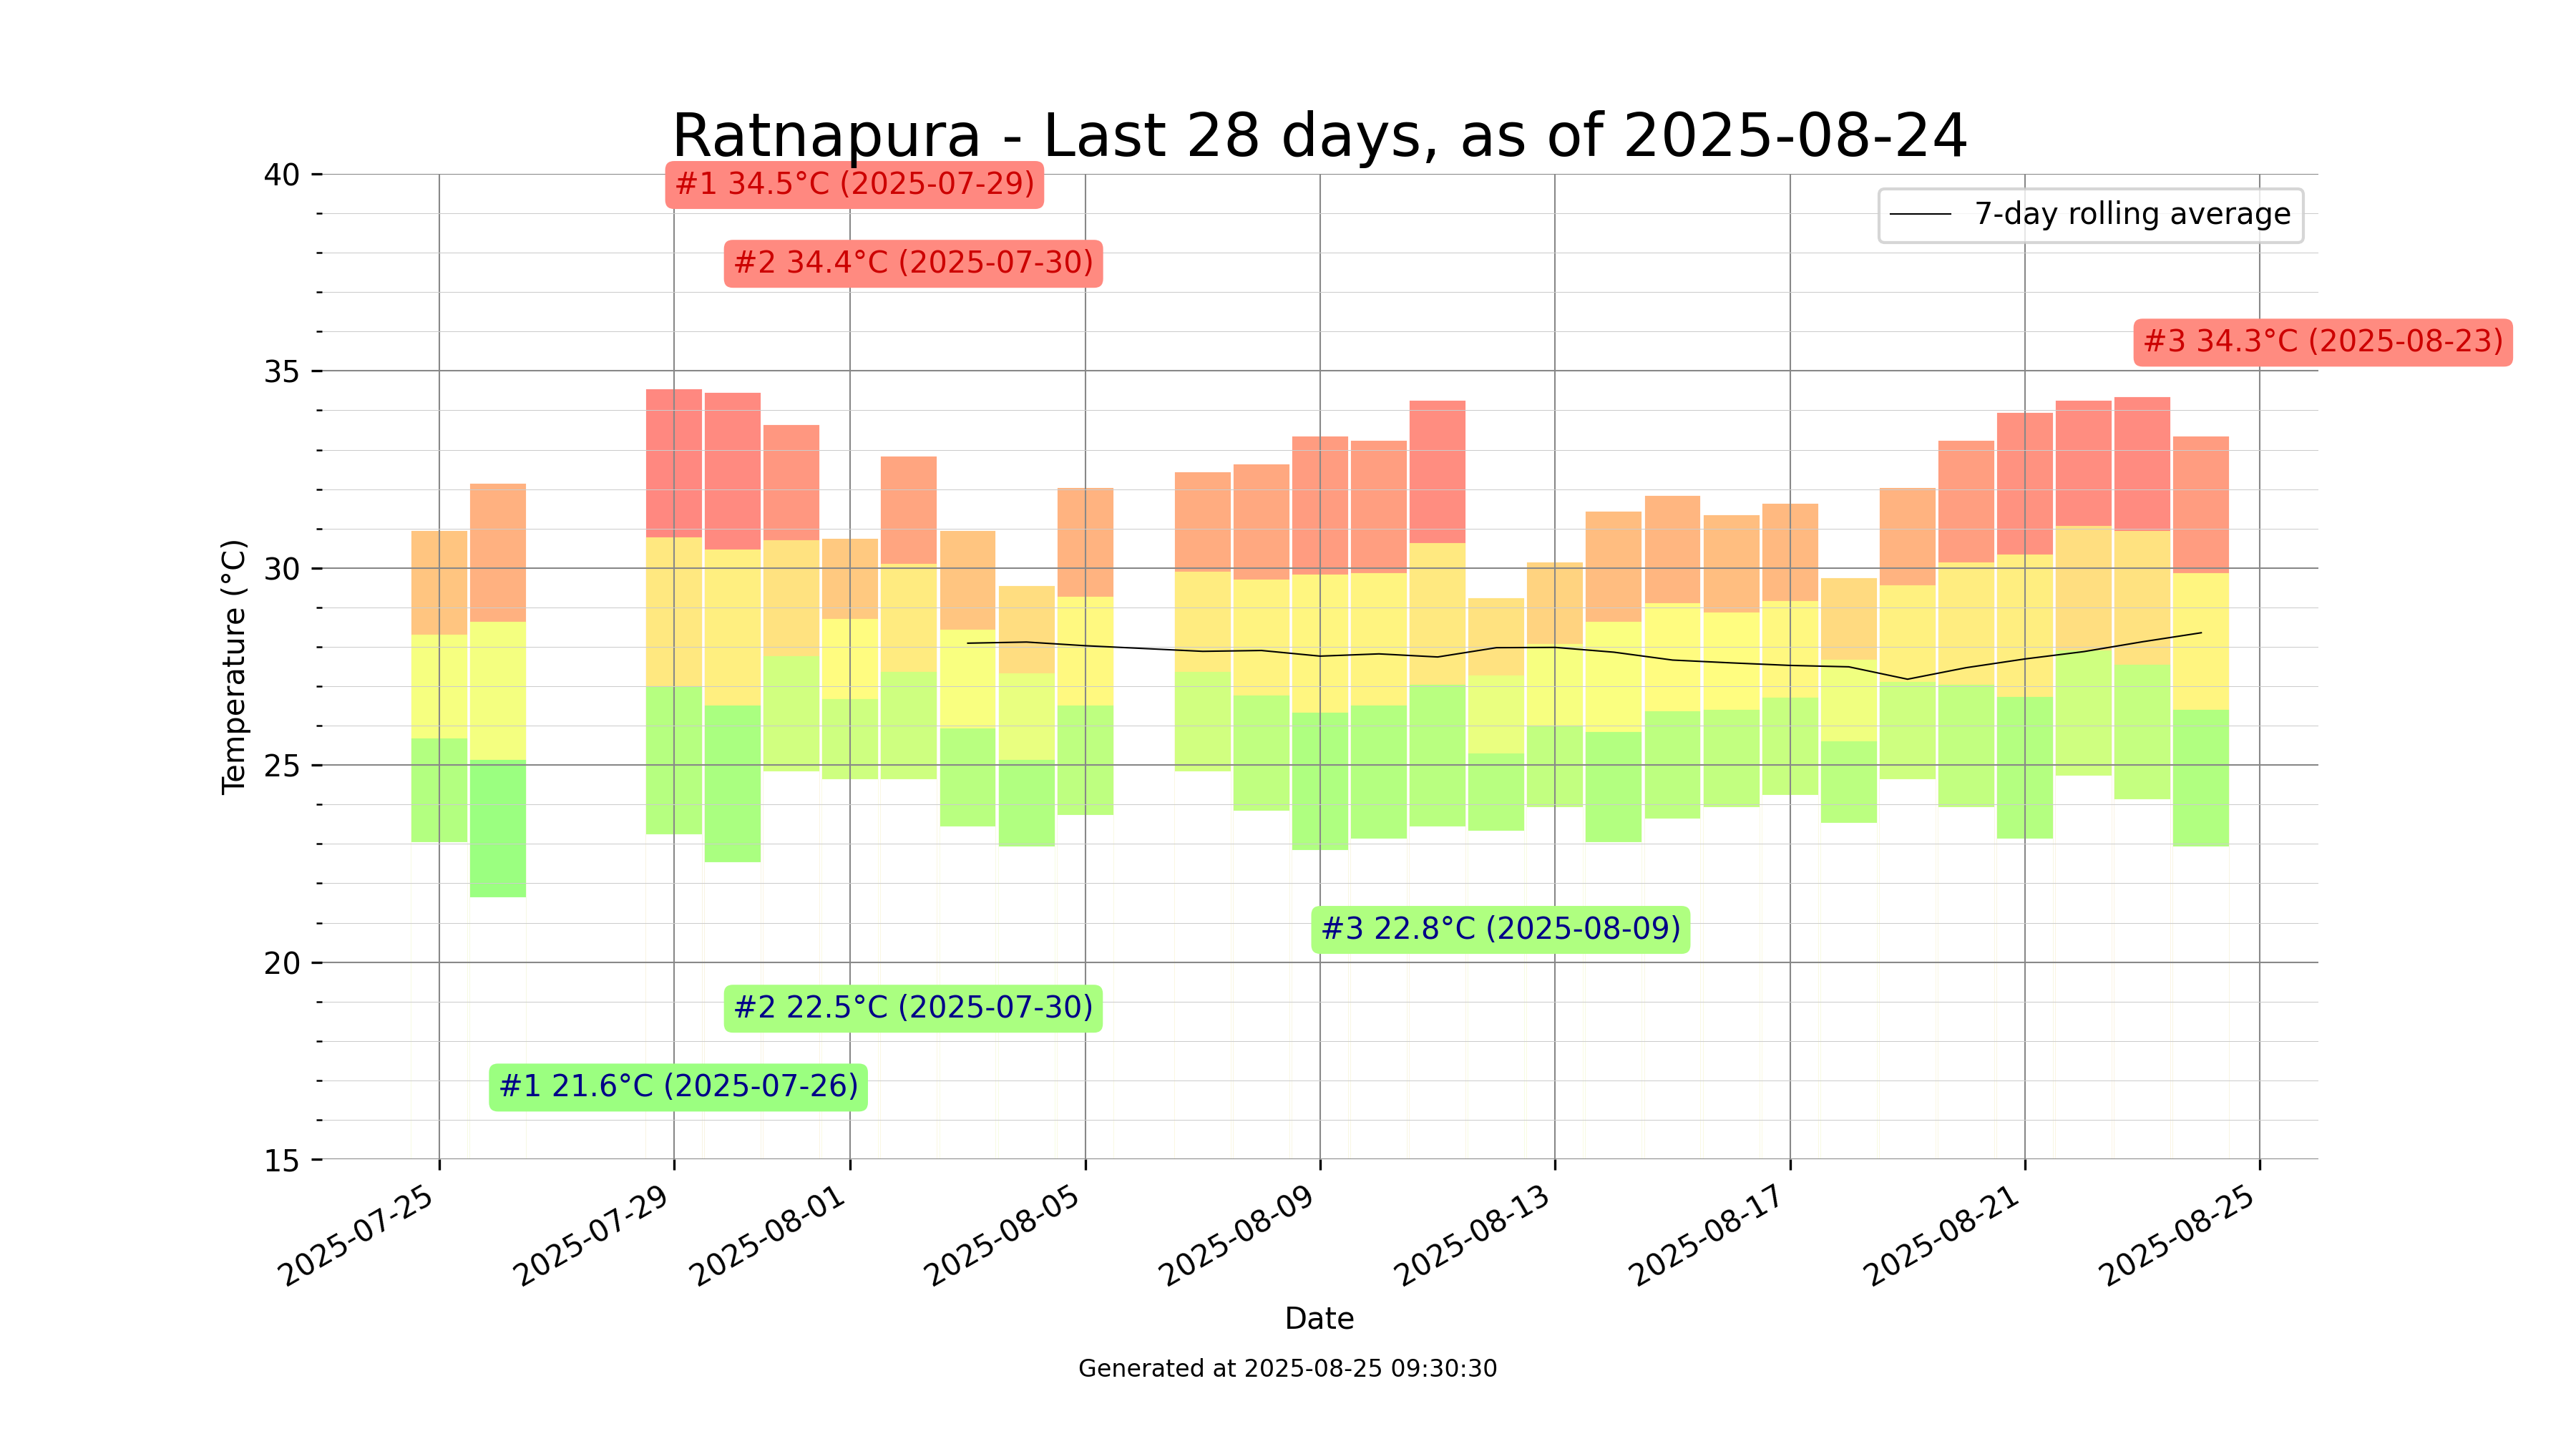 Ratnapura - Last 28 days, as of 2025-08-24
#1 34.5°C (2025-07-29)
#2 34.4°C (2025-07-30)
#3 34.3°C (2025-08-23)
7-day rolling average
40
35
30
25
20
15
Temperature (°C)
#3 22.8°C (2025-08-09)
#2 22.5°C (2025-07-30)
#1 21.6°C (2025-07-26)
2025-07-25
2025-07-29
2025-08-01
2025-08-05
2025-08-09
2025-08-13
2025-08-17
2025-08-21
2025-08-25
Date
Generated at 2025-08-25 09:30:30